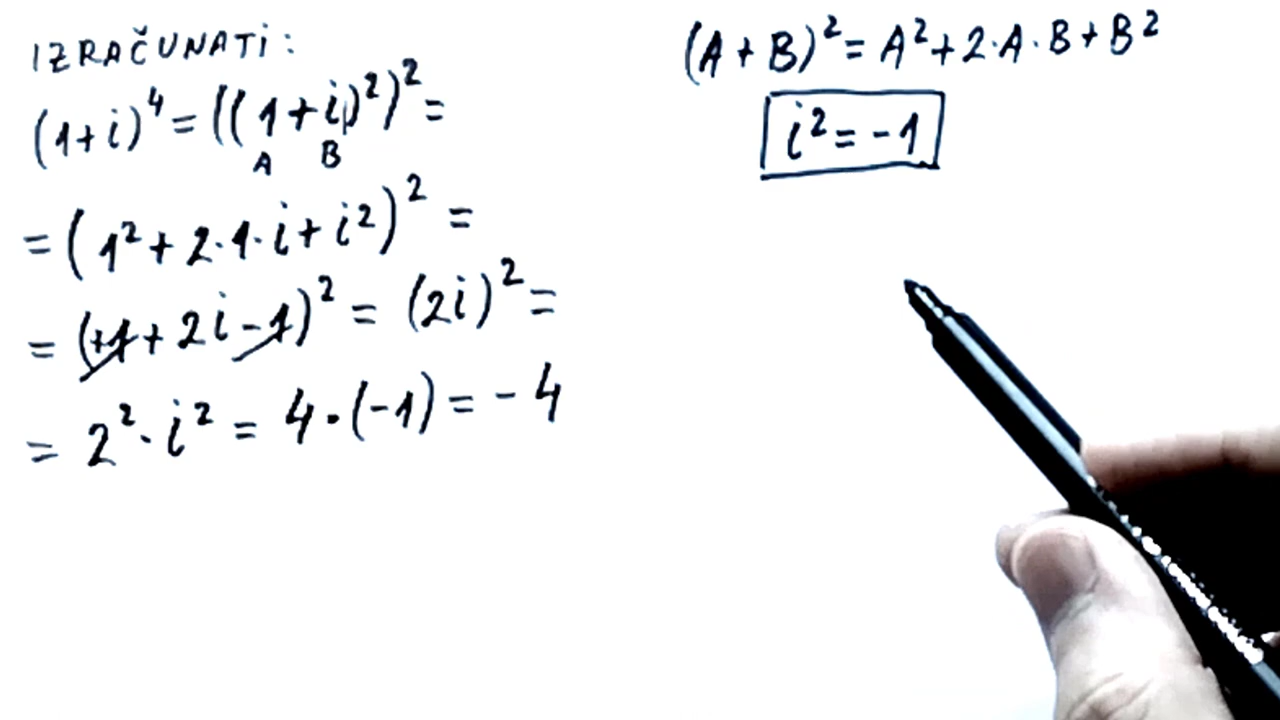 IZRAČUNATI:
(1+i)⁴ = ((1+i)²)² =
A B
= (1² + 2·1·i + i²)² =
= (+1 + 2i - 1)² = (2i)² =
= 2² · i² = 4 · (-1) = -4
(A + B)² = A² + 2·A·B + B²
i² = -1